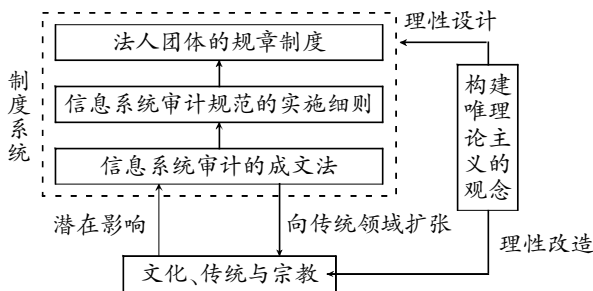 理性设计
法人团体的规章制度
信息系统审计规范的实施细则
信息系统审计的成文法
制度系统
构建
唯理
论主
义的
观念
潜在影响
向传统领域扩张
理性改造
文化、传统与宗教